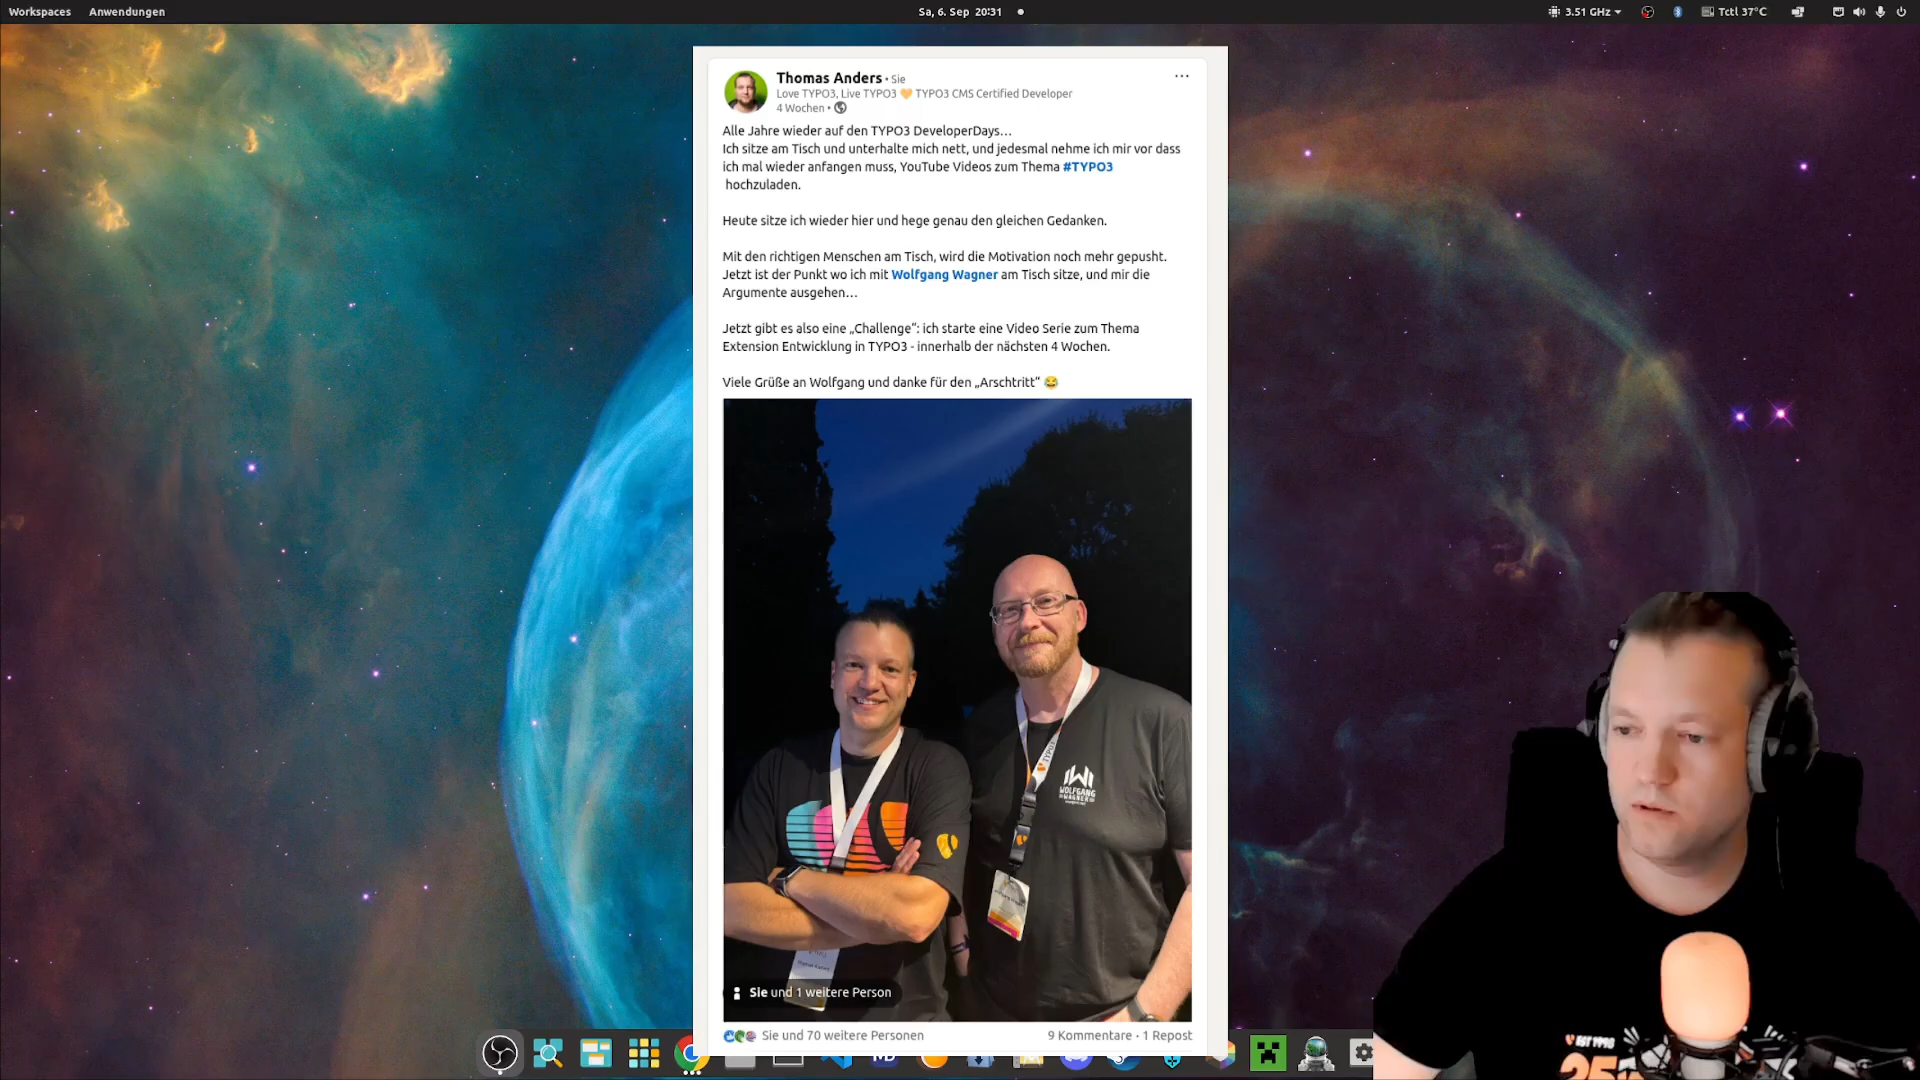 Workspaces Anwendungen
Sa, 6. Sep 20:31
3.51 GHz
Tctl 37°C
Thomas Anders • Sie
Love TYPO3, Live TYPO3 🧡 TYPO3 CMS Certified Developer
4 Wochen •
Alle Jahre wieder auf den TYPO3 DeveloperDays…
Ich sitze am Tisch und unterhalte mich nett, und jedesmal nehme ich mir vor dass
ich mal wieder anfangen muss, YouTube Videos zum Thema #TYPO3
hochzuladen.
Heute sitze ich wieder hier und hege genau den gleichen Gedanken.
Mit den richtigen Menschen am Tisch, wird die Motivation noch mehr gepusht.
Jetzt ist der Punkt wo ich mit Wolfgang Wagner am Tisch sitze, und mir die
Argumente ausgehen…
Jetzt gibt es also eine „Challenge“: ich starte eine Video Serie zum Thema
Extension Entwicklung in TYPO3 - innerhalb der nächsten 4 Wochen.
Viele Grüße an Wolfgang und danke für den „Arschtritt“ 😂
TYPO3
WOLFGANG
WAGNER
Sie und 1 weitere Person
Sie und 70 weitere Personen
9 Kommentare • 1 Repost
EST 1998
25